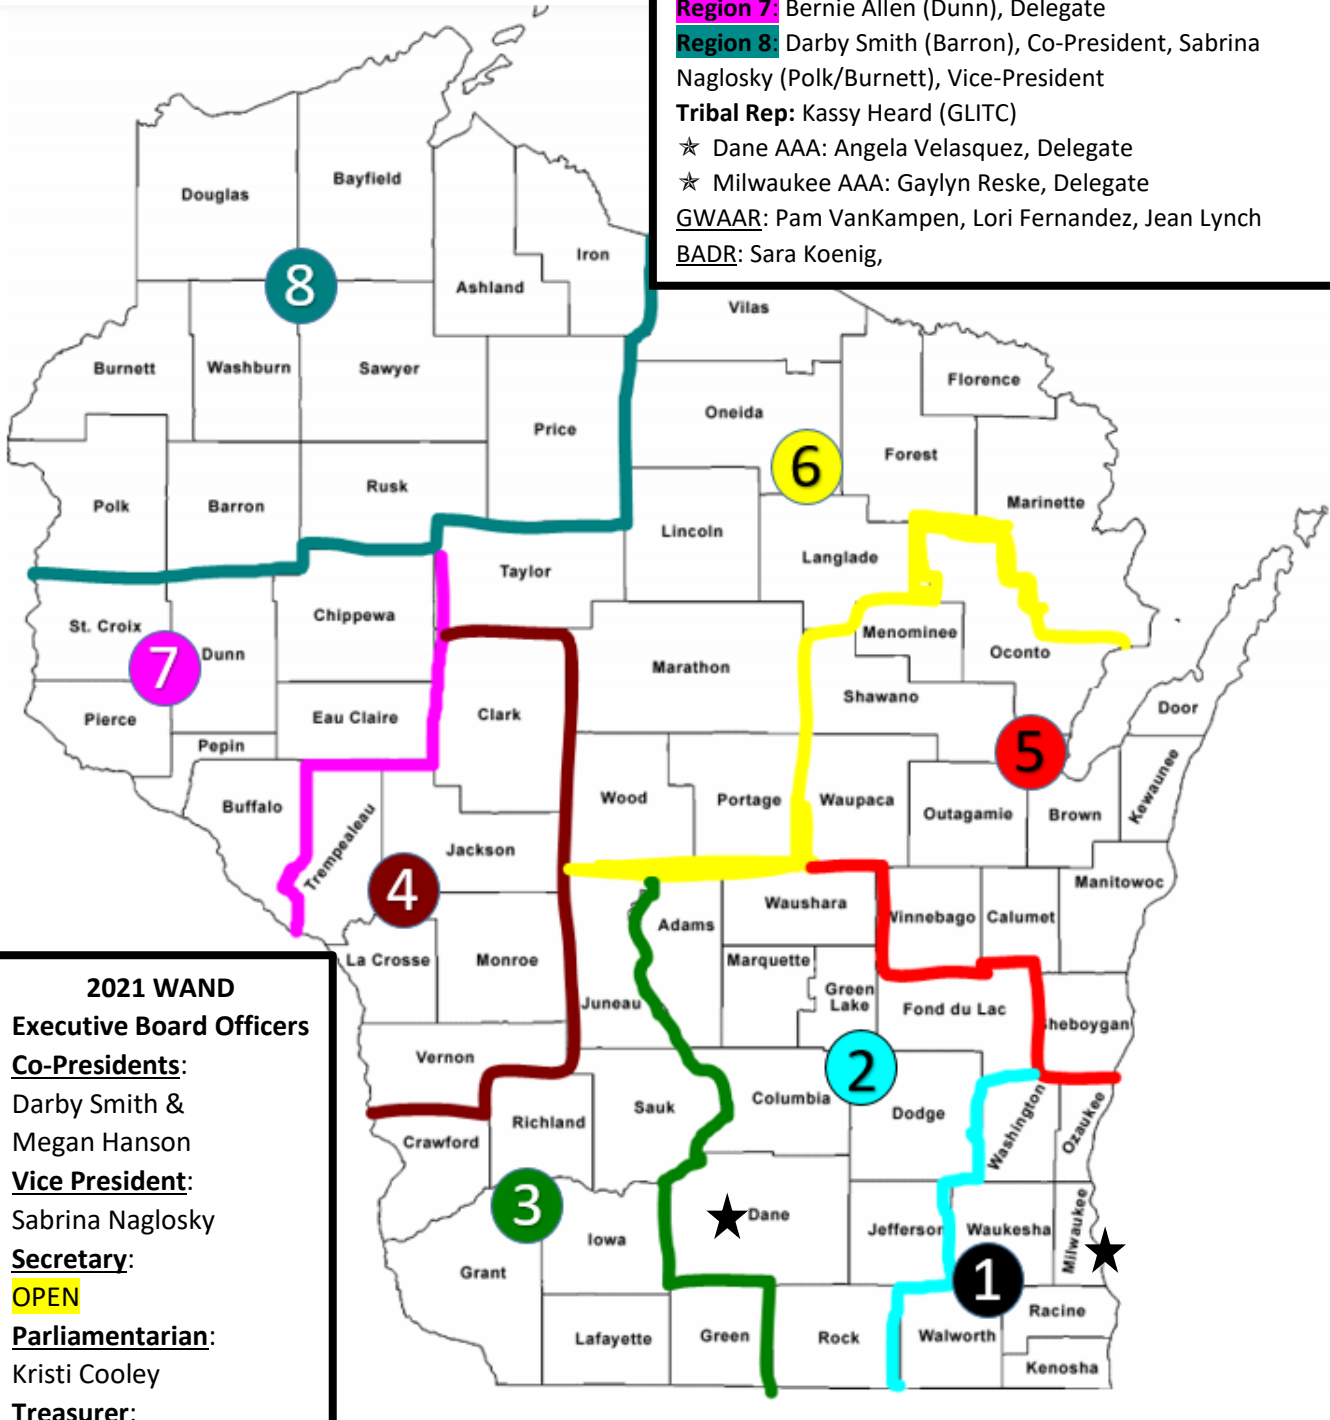 Region 7: Bernie Allen (Dunn), Delegate
Region 8: Darby Smith (Barron), Co-President, Sabrina
Naglosky (Polk/Burnett), Vice-President
Tribal Rep: Kassy Heard (GLITC)
✯ Dane AAA: Angela Velasquez, Delegate
✯ Milwaukee AAA: Gaylyn Reske, Delegate
GWAAR: Pam VanKampen, Lori Fernandez, Jean Lynch
BADR: Sara Koenig,
Douglas
Bayfield
Iron
Ashland
8
Vilas
Burnett
Washburn
Sawyer
Florence
Oneida
Price
Forest
6
Polk
Barron
Rusk
Marinette
Lincoln
Langlade
Taylor
Chippewa
St. Croix
Dunn
7
Menominee
Oconto
Marathon
Shawano
Door
Pierce
Eau Claire
Clark
Pepin
5
Buffalo
Trempealeau
Wood
Portage
Waupaca
Outagamie
Brown
Kewaunee
Jackson
4
Manitowoc
Waushara
Winnebago
Calumet
Adams
La Crosse
Monroe
Marquette
Green
Lake
Juneau
Fond du Lac
Sheboygan
Vernon
2
Columbia
Dodge
Washington
Ozaukee
Sauk
Richland
Crawford
3
Dane
Iowa
Jefferson
Waukesha
Milwaukee
Grant
1
Racine
Lafayette
Green
Rock
Walworth
Kenosha
2021 WAND
Executive Board Officers
Co-Presidents:
Darby Smith &
Megan Hanson
Vice President:
Sabrina Naglosky
Secretary:
OPEN
Parliamentarian:
Kristi Cooley
Treasurer: